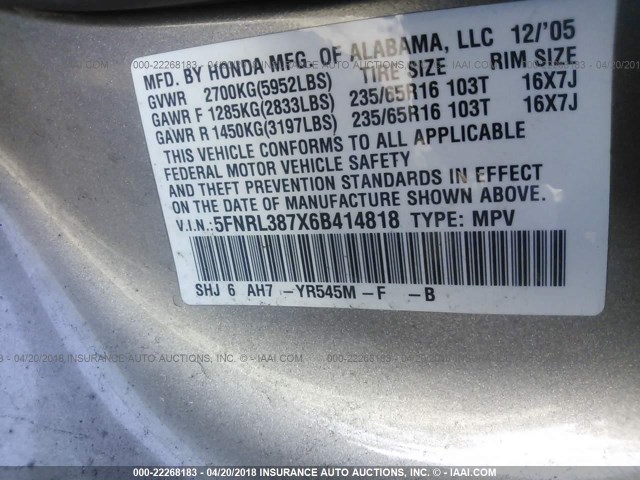 MFD. BY HONDA MFG. OF ALABAMA, LLC 12/'05
GVWR 2700KG(5952LBS) TIRE SIZE RIM SIZE
GAWR F 1285KG(2833LBS) 235/65R16 103T 16X7J
GAWR R 1450KG(3197LBS) 235/65R16 103T 16X7J
THIS VEHICLE CONFORMS TO ALL APPLICABLE
FEDERAL MOTOR VEHICLE SAFETY
AND THEFT PREVENTION STANDARDS IN EFFECT
ON THE DATE OF MANUFACTURE SHOWN ABOVE.
V.I.N.:5FNRL387X6B414818 TYPE: MPV
SHJ 6 AH7 -YR545M -F -B
000-22268183 - 04/20/2018 INSURANCE AUTO AUCTIONS INC. - © - IAAI.COM